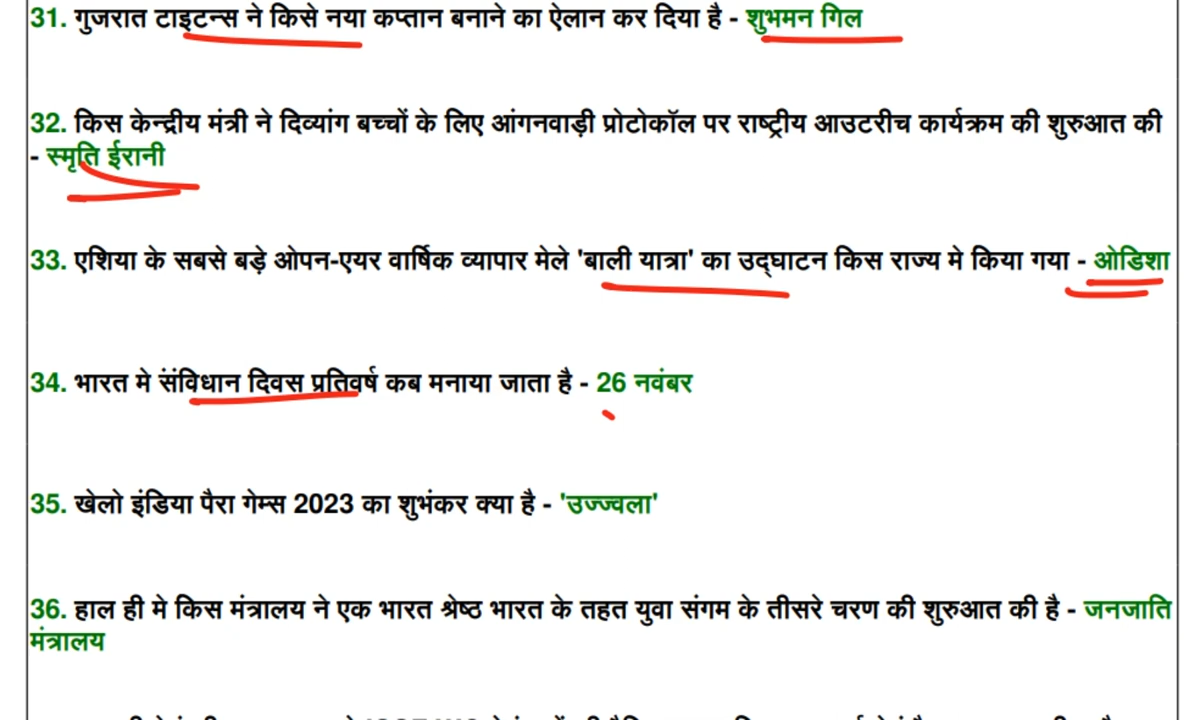 31. गुजरात टाइटन्स ने किसे नया कप्तान बनाने का ऐलान कर दिया है - शुभमन गिल
32. किस केन्द्रीय मंत्री ने दिव्यांग बच्चों के लिए आंगनवाड़ी प्रोटोकॉल पर राष्ट्रीय आउटरीच कार्यक्रम की शुरुआत की
- स्मृति ईरानी
33. एशिया के सबसे बड़े ओपन-एयर वार्षिक व्यापार मेले 'बाली यात्रा' का उद्घाटन किस राज्य मे किया गया - ओडिशा
34. भारत मे संविधान दिवस प्रतिवर्ष कब मनाया जाता है - 26 नवंबर
35. खेलो इंडिया पैरा गेम्स 2023 का शुभंकर क्या है - 'उज्ज्वला'
36. हाल ही मे किस मंत्रालय ने एक भारत श्रेष्ठ भारत के तहत युवा संगम के तीसरे चरण की शुरुआत की है - जनजाति
मंत्रालय